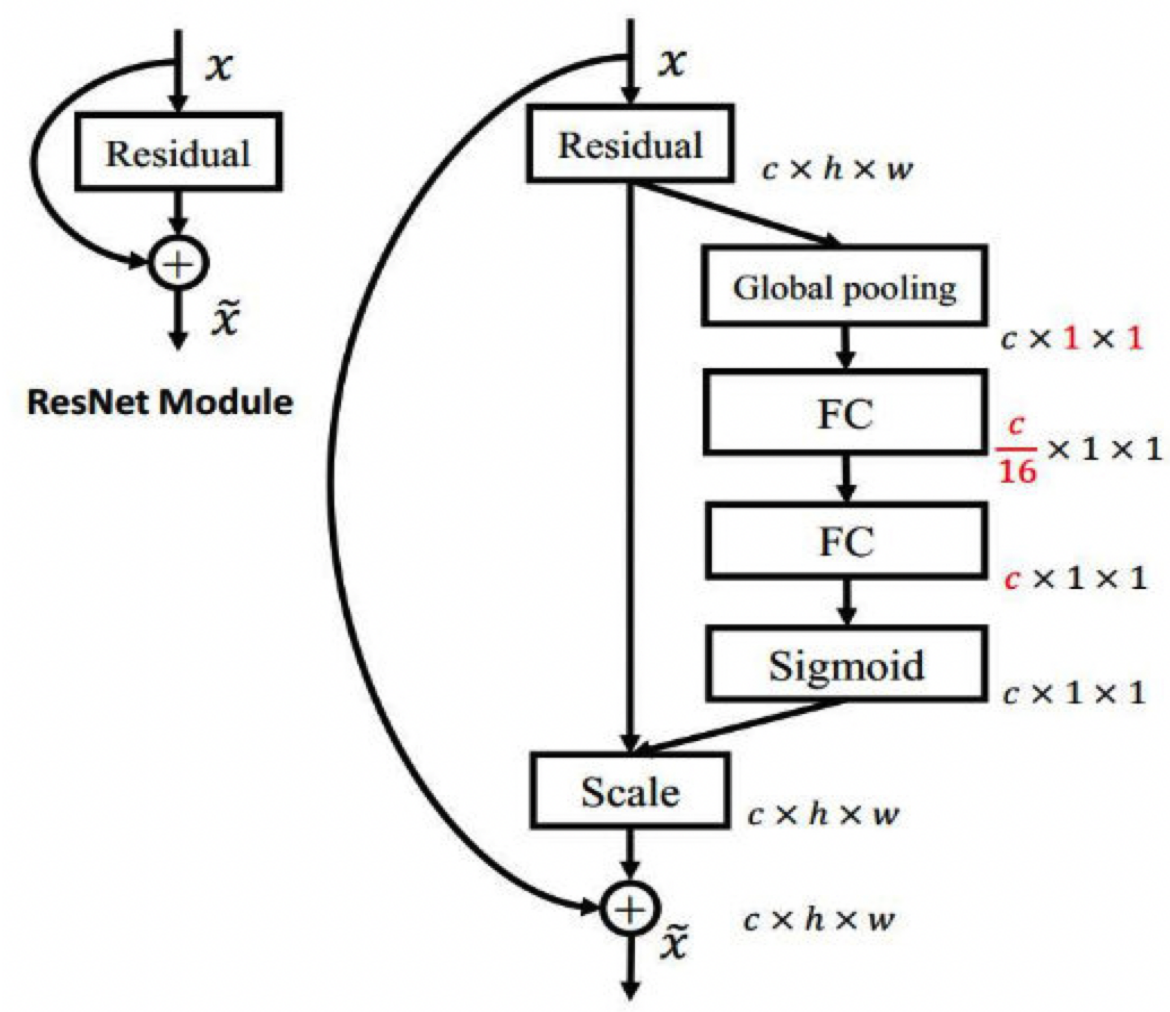 x
Residual
+
x̃
ResNet Module
x
Residual
c × h × w
Global pooling
c × 1 × 1
FC
c/16 × 1 × 1
FC
c × 1 × 1
Sigmoid
c × 1 × 1
Scale
c × h × w
+
c × h × w
x̃